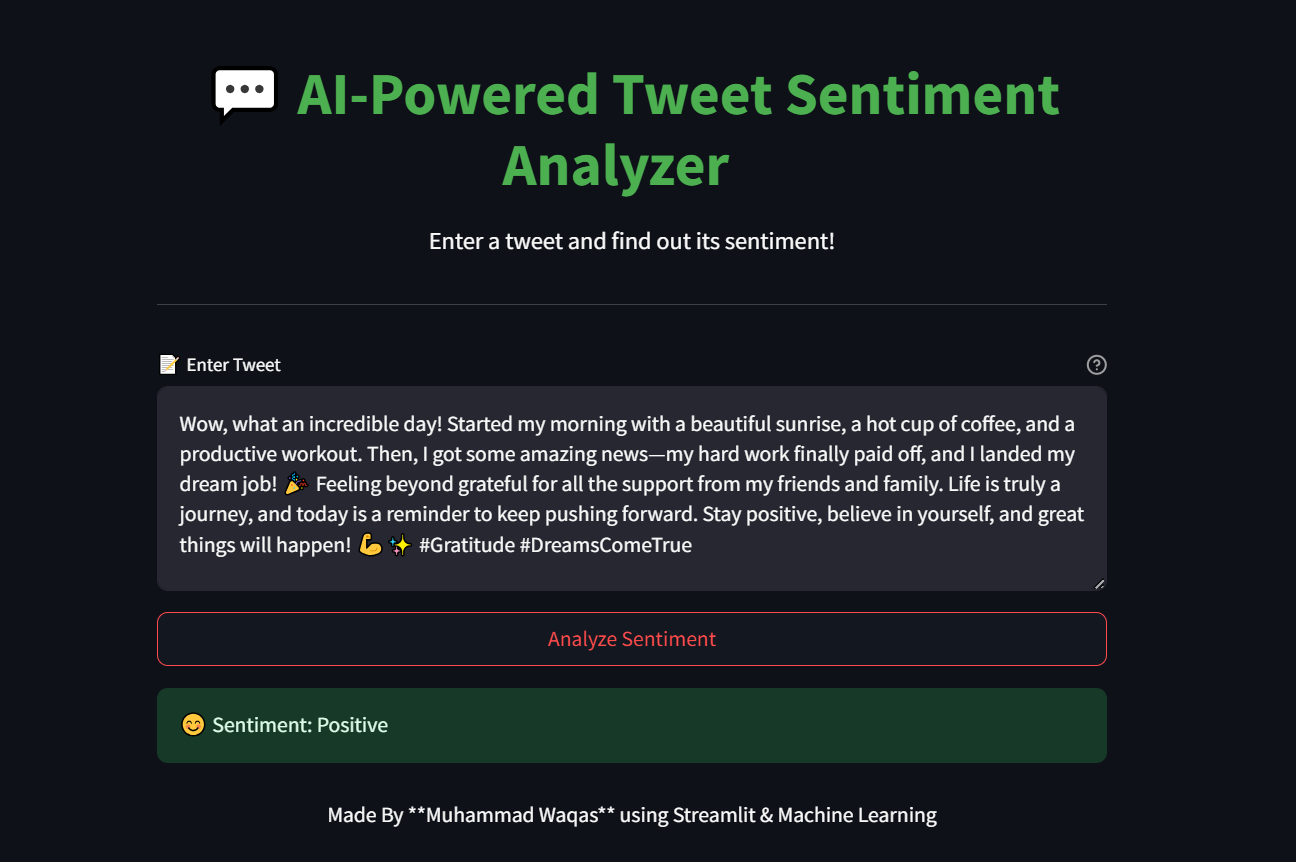 💬 AI-Powered Tweet Sentiment
Analyzer
Enter a tweet and find out its sentiment!
📝 Enter Tweet
Wow, what an incredible day! Started my morning with a beautiful sunrise, a hot cup of coffee, and a
productive workout. Then, I got some amazing news—my hard work finally paid off, and I landed my
dream job! 🎉 Feeling beyond grateful for all the support from my friends and family. Life is truly a
journey, and today is a reminder to keep pushing forward. Stay positive, believe in yourself, and great
things will happen! 💪✨ #Gratitude #DreamsComeTrue
Analyze Sentiment
😊 Sentiment: Positive
Made By **Muhammad Waqas** using Streamlit & Machine Learning